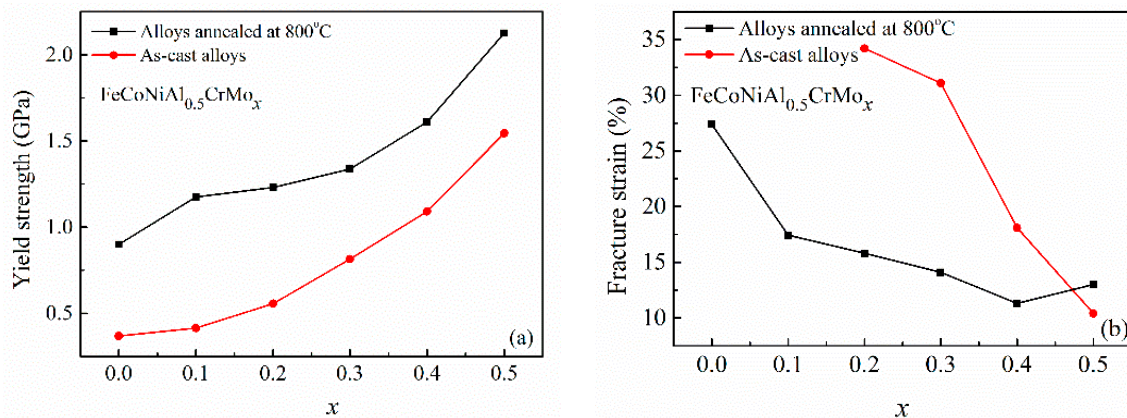 Alloys annealed at 800°C
As-cast alloys
FeCoNiAl₀.₅CrMoₓ
Yield strength (GPa)
2.0
1.5
1.0
0.5
0.0 0.1 0.2 0.3 0.4 0.5
x
(a)
Alloys annealed at 800°C
As-cast alloys
FeCoNiAl₀.₅CrMoₓ
Fracture strain (%)
35
30
25
20
15
10
0.0 0.1 0.2 0.3 0.4 0.5
x
(b)